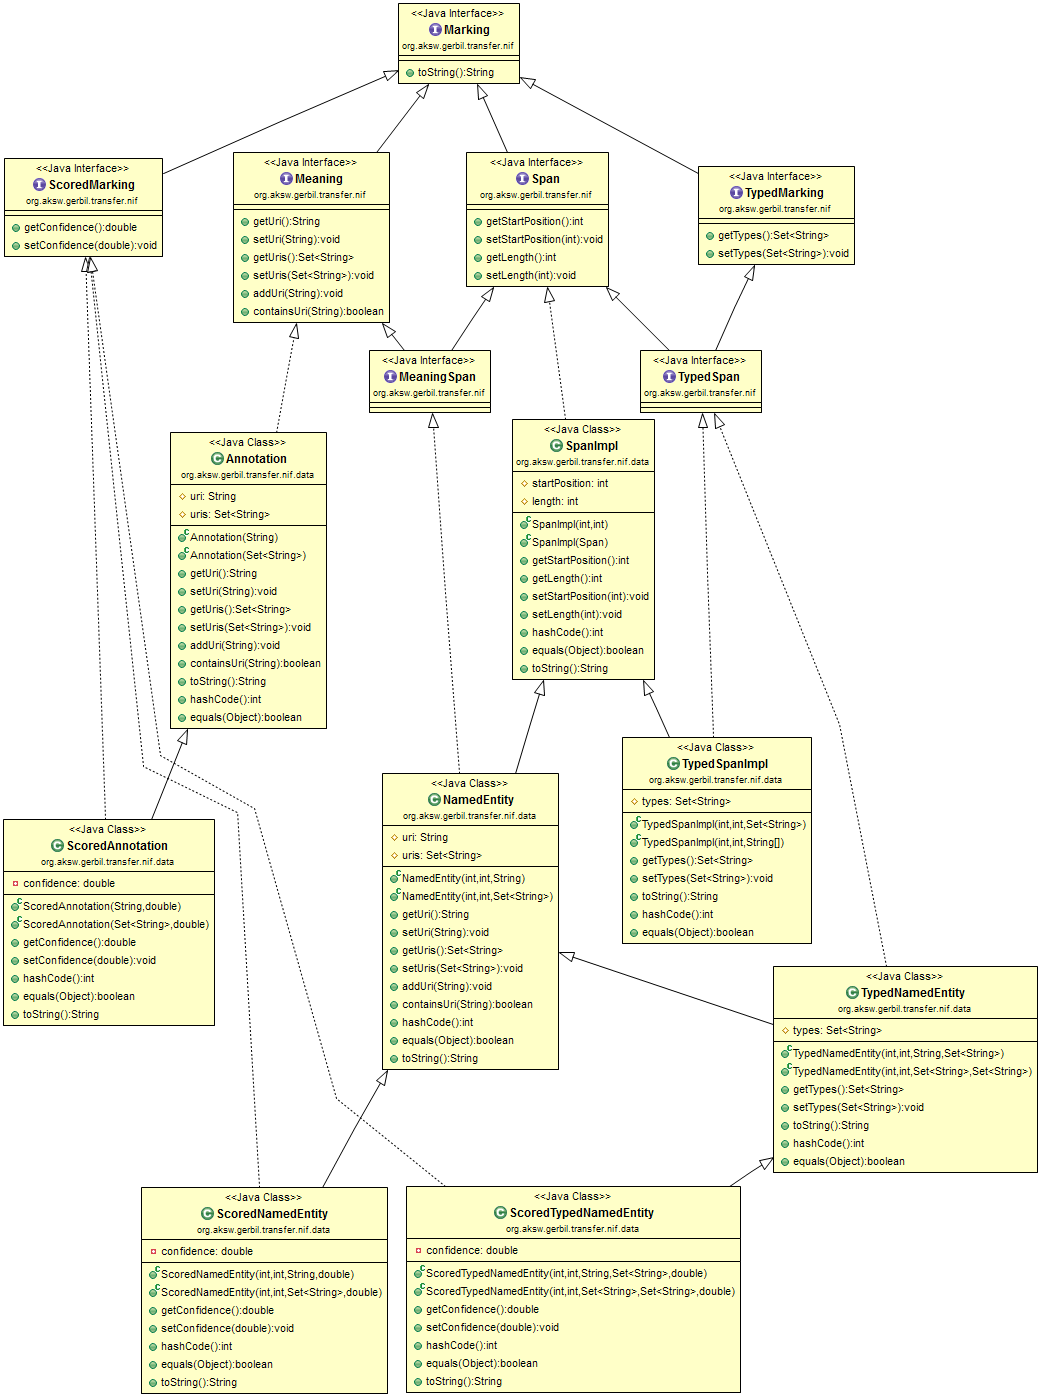 <<Java Interface>>
Marking
org.aksw.gerbil.transfer.nif
toString():String
<<Java Interface>>
ScoredMarking
org.aksw.gerbil.transfer.nif
getConfidence():double
setConfidence(double):void
<<Java Interface>>
Meaning
org.aksw.gerbil.transfer.nif
getUri():String
setUri(String):void
getUris():Set<String>
setUris(Set<String>):void
addUri(String):void
containsUri(String):boolean
<<Java Interface>>
Span
org.aksw.gerbil.transfer.nif
getStartPosition():int
setStartPosition(int):void
getLength():int
setLength(int):void
<<Java Interface>>
TypedMarking
org.aksw.gerbil.transfer.nif
getTypes():Set<String>
setTypes(Set<String>):void
<<Java Interface>>
MeaningSpan
org.aksw.gerbil.transfer.nif
<<Java Interface>>
TypedSpan
org.aksw.gerbil.transfer.nif
<<Java Class>>
Annotation
org.aksw.gerbil.transfer.nif.data
uri: String
uris: Set<String>
Annotation(String)
Annotation(Set<String>)
getUri():String
setUri(String):void
getUris():Set<String>
setUris(Set<String>):void
addUri(String):void
containsUri(String):boolean
toString():String
hashCode():int
equals(Object):boolean
<<Java Class>>
SpanImpl
org.aksw.gerbil.transfer.nif.data
startPosition: int
length: int
SpanImpl(int,int)
SpanImpl(Span)
getStartPosition():int
getLength():int
setStartPosition(int):void
setLength(int):void
hashCode():int
equals(Object):boolean
toString():String
<<Java Class>>
TypedSpanImpl
org.aksw.gerbil.transfer.nif.data
types: Set<String>
TypedSpanImpl(int,int,Set<String>)
TypedSpanImpl(int,int,String[])
getTypes():Set<String>
setTypes(Set<String>):void
toString():String
hashCode():int
equals(Object):boolean
<<Java Class>>
NamedEntity
org.aksw.gerbil.transfer.nif.data
uri: String
uris: Set<String>
NamedEntity(int,int,String)
NamedEntity(int,int,Set<String>)
getUri():String
setUri(String):void
getUris():Set<String>
setUris(Set<String>):void
addUri(String):void
containsUri(String):boolean
hashCode():int
equals(Object):boolean
toString():String
<<Java Class>>
ScoredAnnotation
org.aksw.gerbil.transfer.nif.data
confidence: double
ScoredAnnotation(String,double)
ScoredAnnotation(Set<String>,double)
getConfidence():double
setConfidence(double):void
hashCode():int
equals(Object):boolean
toString():String
<<Java Class>>
TypedNamedEntity
org.aksw.gerbil.transfer.nif.data
types: Set<String>
TypedNamedEntity(int,int,String,Set<String>)
TypedNamedEntity(int,int,Set<String>,Set<String>)
getTypes():Set<String>
setTypes(Set<String>):void
toString():String
hashCode():int
equals(Object):boolean
<<Java Class>>
ScoredNamedEntity
org.aksw.gerbil.transfer.nif.data
confidence: double
ScoredNamedEntity(int,int,String,double)
ScoredNamedEntity(int,int,Set<String>,double)
getConfidence():double
setConfidence(double):void
hashCode():int
equals(Object):boolean
toString():String
<<Java Class>>
ScoredTypedNamedEntity
org.aksw.gerbil.transfer.nif.data
confidence: double
ScoredTypedNamedEntity(int,int,String,Set<String>,double)
ScoredTypedNamedEntity(int,int,Set<String>,Set<String>,double)
getConfidence():double
setConfidence(double):void
hashCode():int
equals(Object):boolean
toString():String